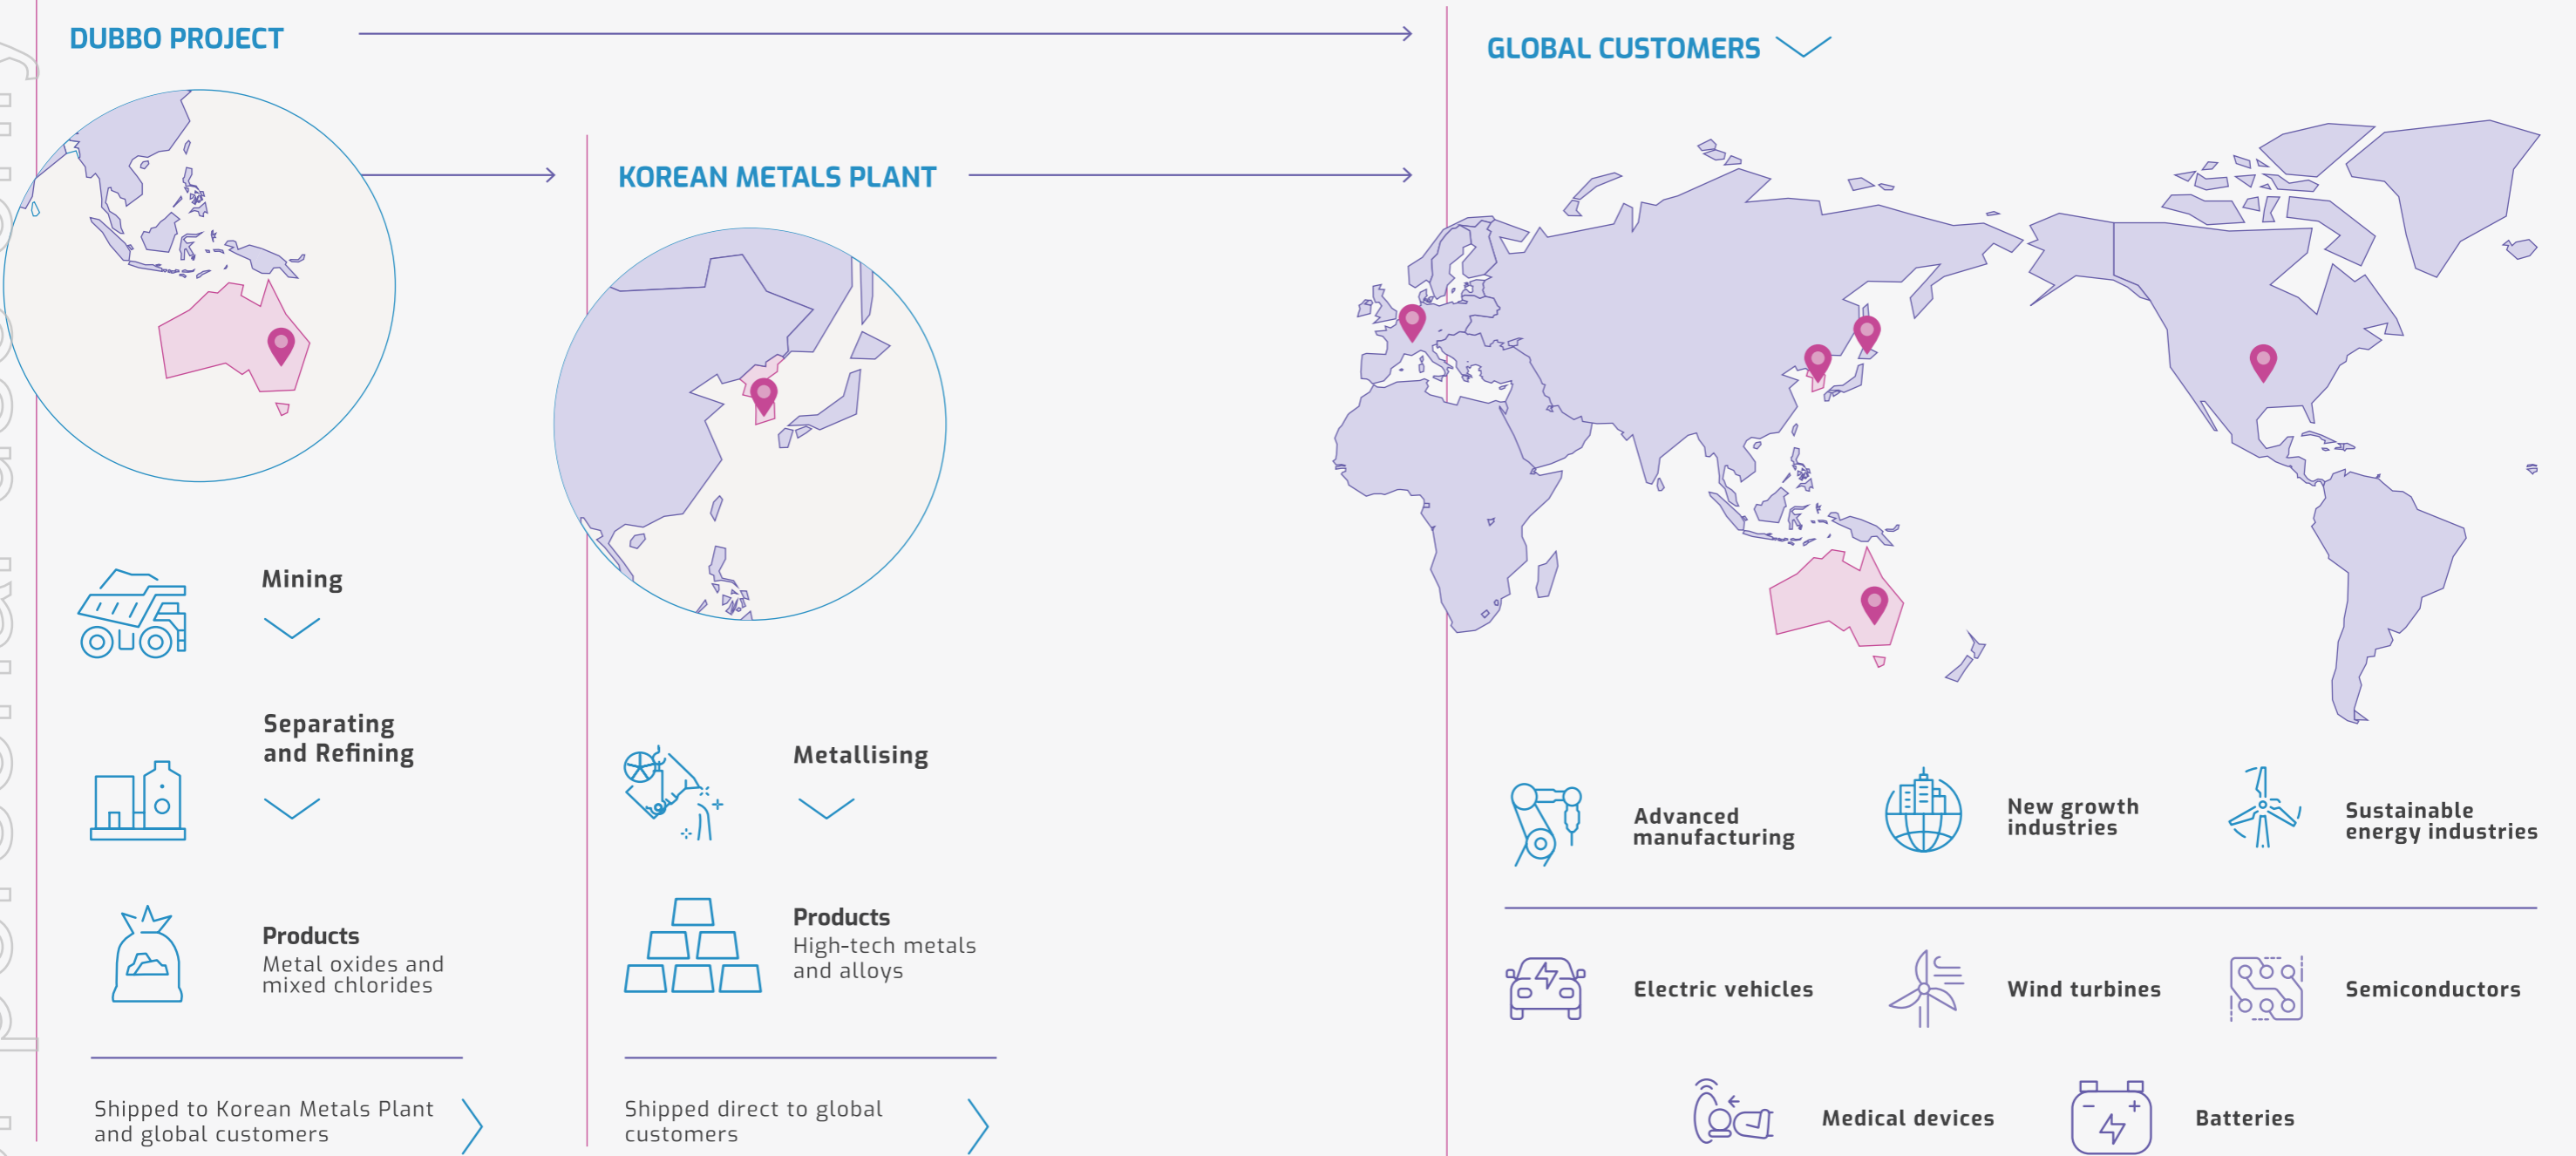 DUBBO PROJECT
GLOBAL CUSTOMERS
KOREAN METALS PLANT
Mining
Separating
and Refining
Products
Metal oxides and
mixed chlorides
Shipped to Korean Metals Plant
and global customers
Metallising
Products
High-tech metals
and alloys
Shipped direct to global
customers
Advanced
manufacturing
New growth
industries
Sustainable
energy industries
Electric vehicles
Wind turbines
Semiconductors
Medical devices
Batteries